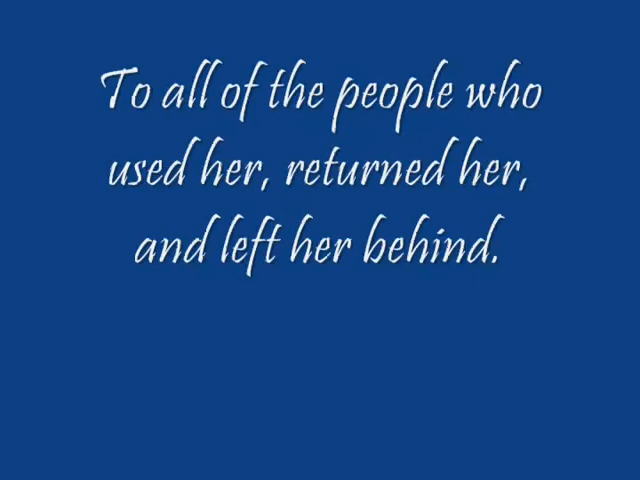 To all of the people who
used her, returned her,
and left her behind.